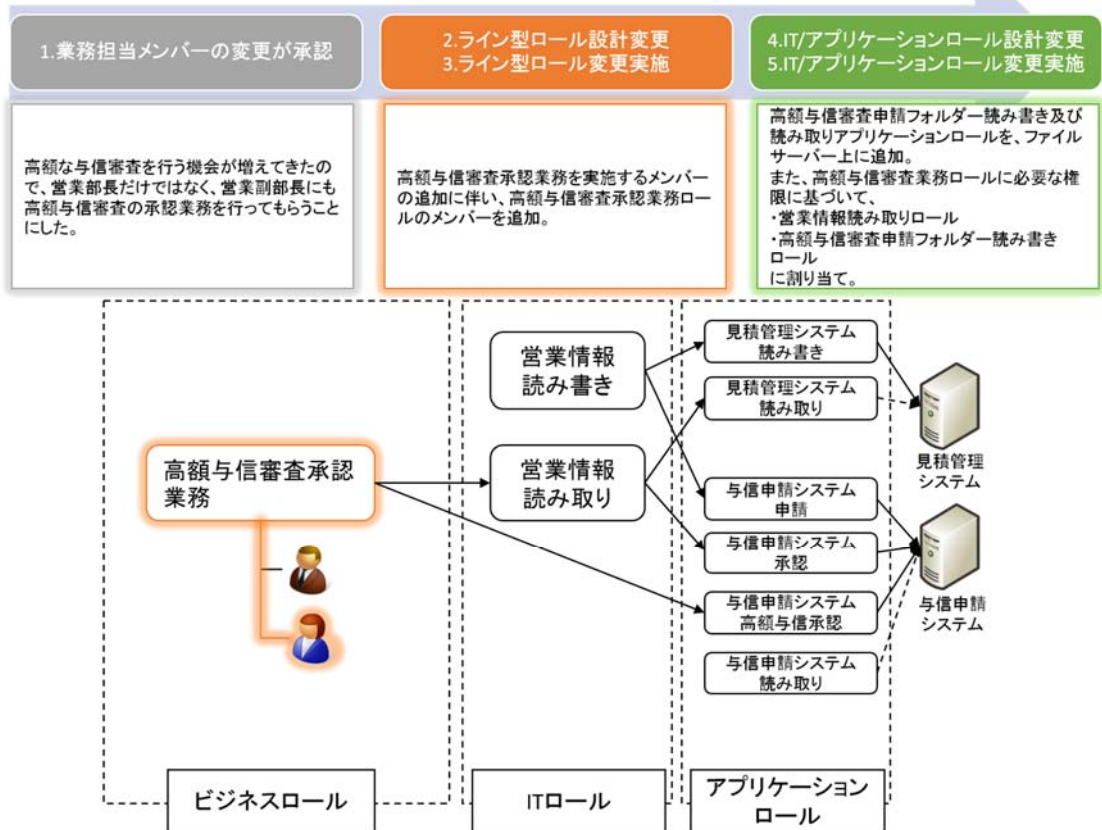 1.業務担当メンバーの変更が承認
2.ライン型ロール設計変更
3.ライン型ロール変更実施
4.IT/アプリケーションロール設計変更
5.IT/アプリケーションロール変更実施
高額な与信審査を行う機会が増えてきたの
で、営業部長だけではなく、営業副部長にも
高額与信審査の承認業務を行ってもらうこと
にした。
高額与信審査承認業務を実施するメンバー
の追加に伴い、高額与信審査承認業務ロー
ルのメンバーを追加。
高額与信審査申請フォルダー読み書き及び
読み取りアプリケーションロールを、ファイル
サーバー上に追加。
また、高額与信審査業務ロールに必要な権
限に基づいて、
・営業情報読み取りロール
・高額与信審査申請フォルダー読み書き
ロール
に割り当て。
高額与信審査承認
業務
営業情報
読み書き
営業情報
読み取り
見積管理システム
読み書き
見積管理システム
読み取り
与信申請システム
申請
与信申請システム
承認
与信申請システム
高額与信承認
与信申請システム
読み取り
見積管理
システム
与信申請
システム
ビジネスロール
ITロール
アプリケーション
ロール